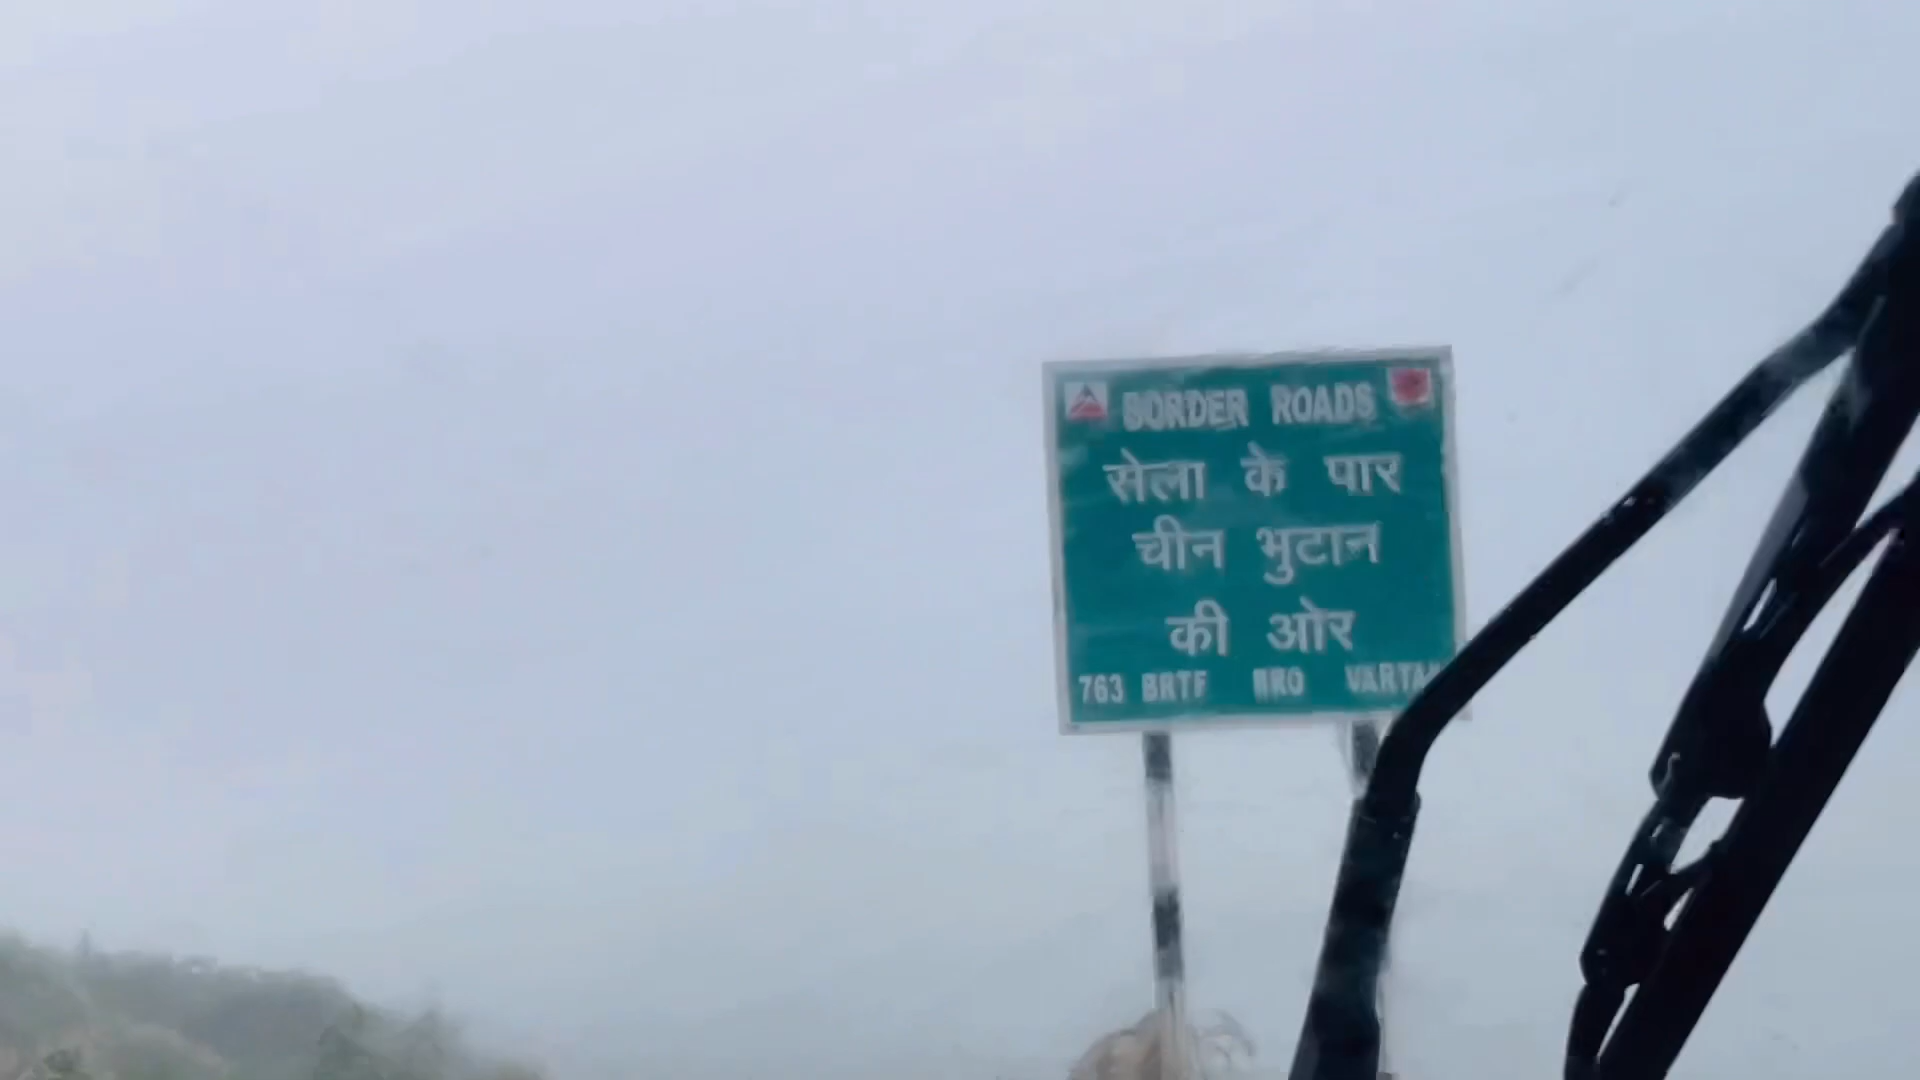 BORDER ROADS
सेला के पार
चीन भुटान
की ओर
763 BRTF BRO